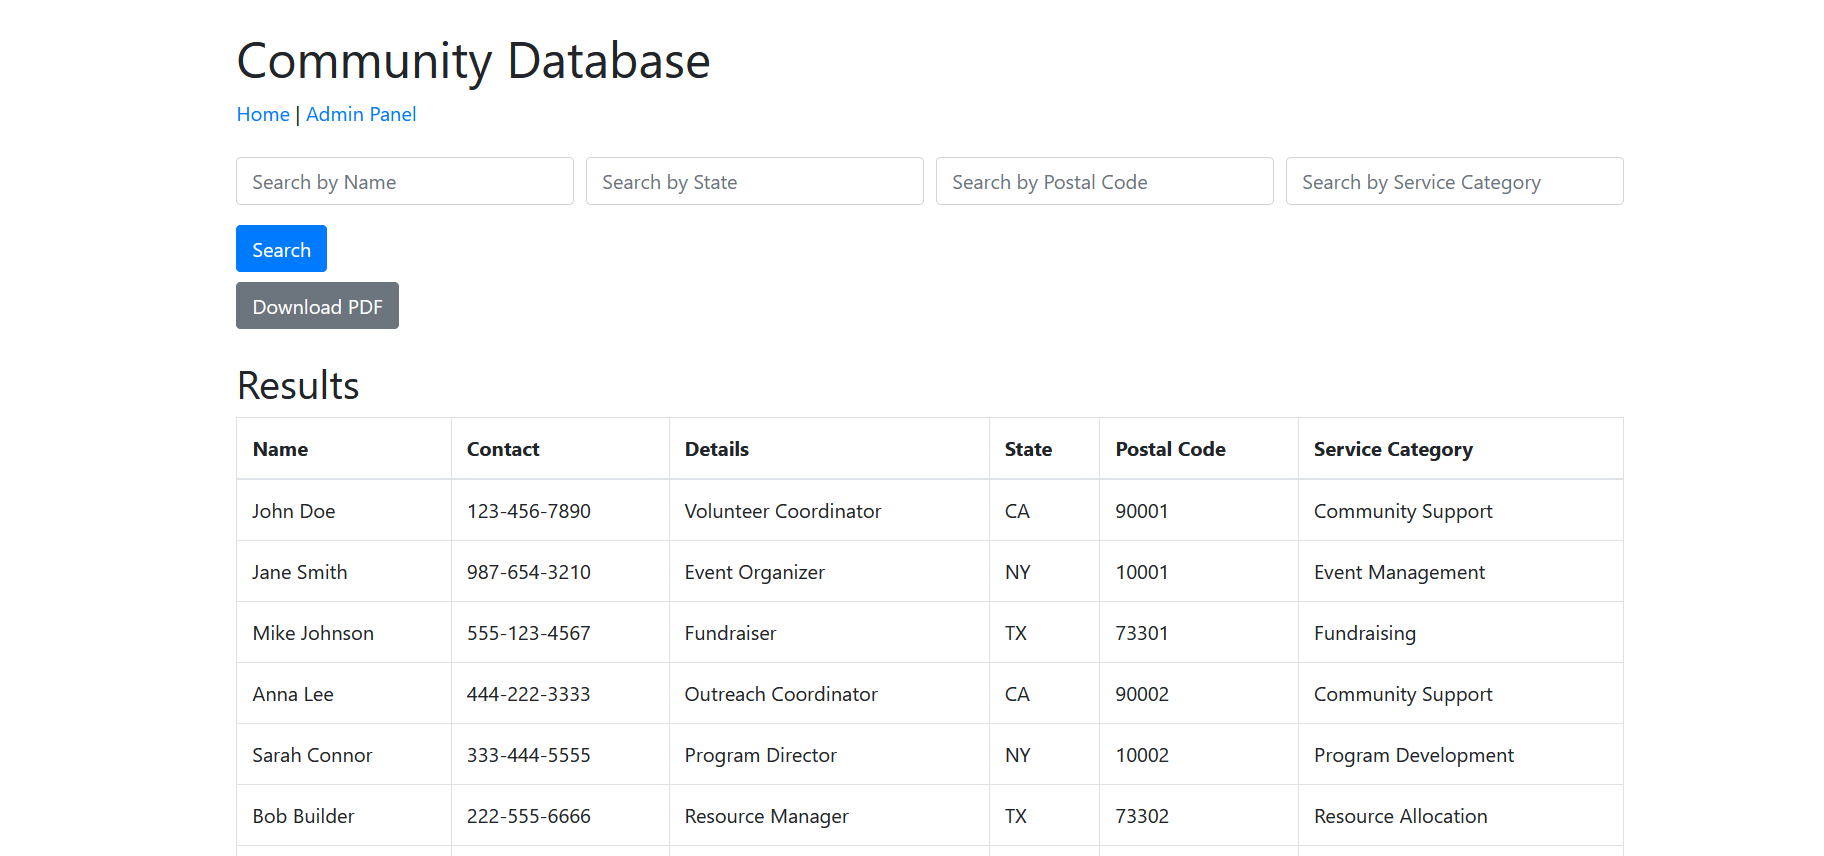 Community Database
Home | Admin Panel
Search by Name Search by State Search by Postal Code Search by Service Category
Search
Download PDF
Results
Name Contact Details State Postal Code Service Category
John Doe 123-456-7890 Volunteer Coordinator CA 90001 Community Support
Jane Smith 987-654-3210 Event Organizer NY 10001 Event Management
Mike Johnson 555-123-4567 Fundraiser TX 73301 Fundraising
Anna Lee 444-222-3333 Outreach Coordinator CA 90002 Community Support
Sarah Connor 333-444-5555 Program Director NY 10002 Program Development
Bob Builder 222-555-6666 Resource Manager TX 73302 Resource Allocation